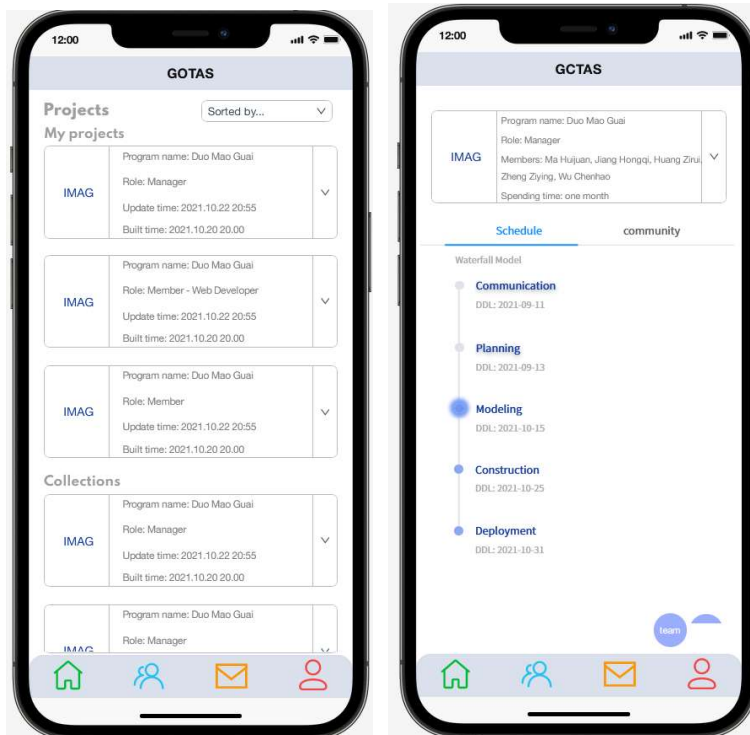 12:00
GOTAS
Projects
Sorted by...
My projects
IMAG
Program name: Duo Mao Guai
Role: Manager
Update time: 2021.10.22 20:55
Built time: 2021.10.20 20.00
IMAG
Program name: Duo Mao Guai
Role: Member - Web Developer
Update time: 2021.10.22 20:55
Built time: 2021.10.20 20.00
IMAG
Program name: Duo Mao Guai
Role: Member
Update time: 2021.10.22 20:55
Built time: 2021.10.20 20.00
Collections
IMAG
Program name: Duo Mao Guai
Role: Manager
Update time: 2021.10.22 20:55
Built time: 2021.10.20 20.00
IMAG
Program name: Duo Mao Guai
Role: Manager
12:00
GCTAS
IMAG
Program name: Duo Mao Guai
Role: Manager
Members: Ma Huijuan, Jiang Hongqi, Huang Zirui,
Zheng Ziying, Wu Chenhao
Spending time: one month
Schedule
community
Waterfall Model
Communication
DDL: 2021-09-11
Planning
DDL: 2021-09-13
Modeling
DDL: 2021-10-15
Construction
DDL: 2021-10-25
Deployment
DDL: 2021-10-31
team